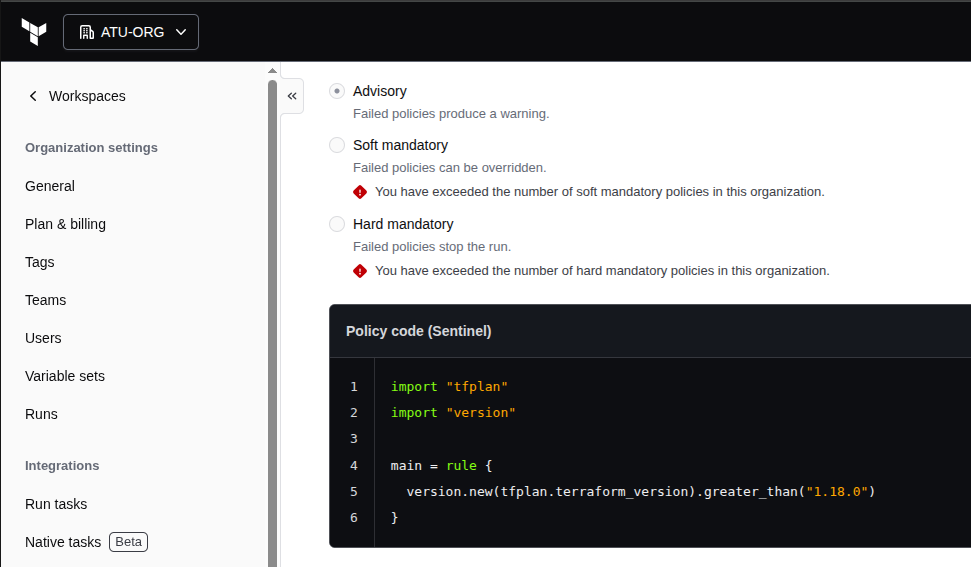 ATU-ORG
Workspaces
Organization settings
General
Plan & billing
Tags
Teams
Users
Variable sets
Runs
Integrations
Run tasks
Native tasks Beta
Advisory
Failed policies produce a warning.
Soft mandatory
Failed policies can be overridden.
You have exceeded the number of soft mandatory policies in this organization.
Hard mandatory
Failed policies stop the run.
You have exceeded the number of hard mandatory policies in this organization.
Policy code (Sentinel)
1 import "tfplan"
2 import "version"
3
4 main = rule {
5   version.new(tfplan.terraform_version).greater_than("1.18.0")
6 }